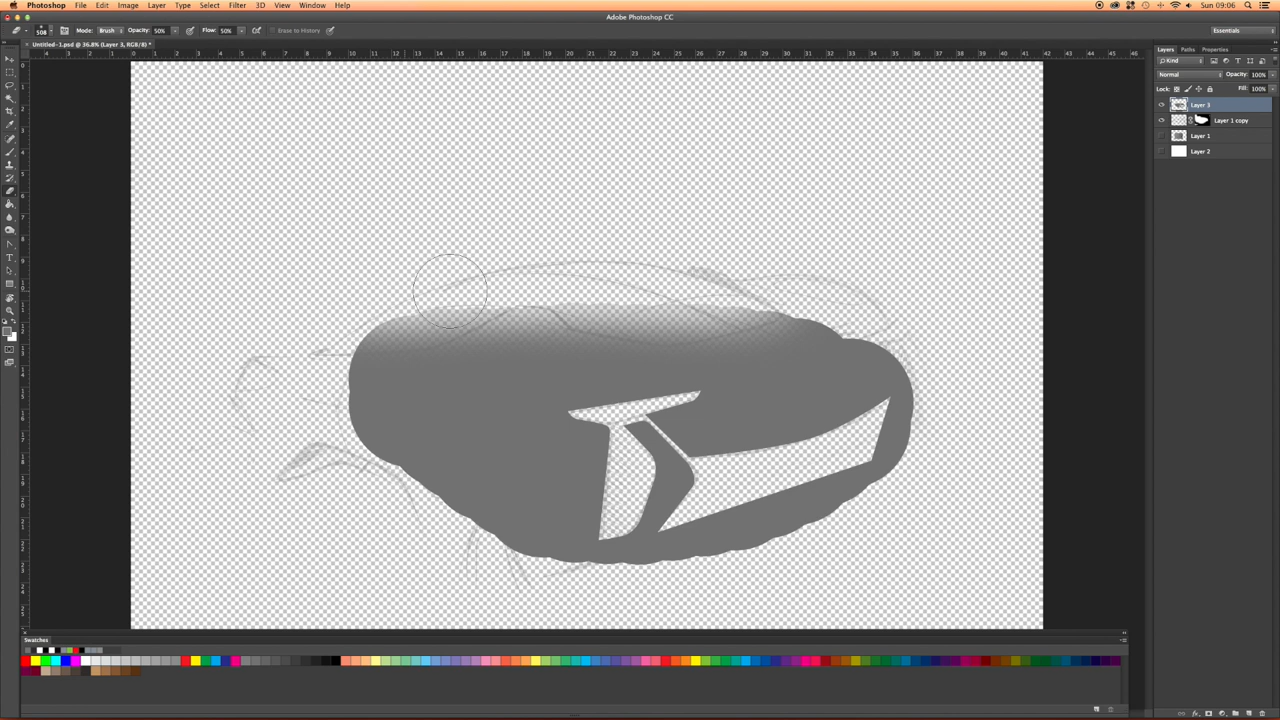 Photoshop File Edit Image Layer Type Select Filter 3D View Window Help Sun 09:06
Adobe Photoshop CC
508 Mode: Brush Opacity: 50% Flow: 50% Erase to History Essentials
Untitled-1.psd @ 36.8% (Layer 3, RGB/8) *
Layers Paths Properties
Kind
Normal Opacity: 100%
Lock: Fill: 100%
Layer 3
Layer 1 copy
Layer 1
Layer 2
Swatches